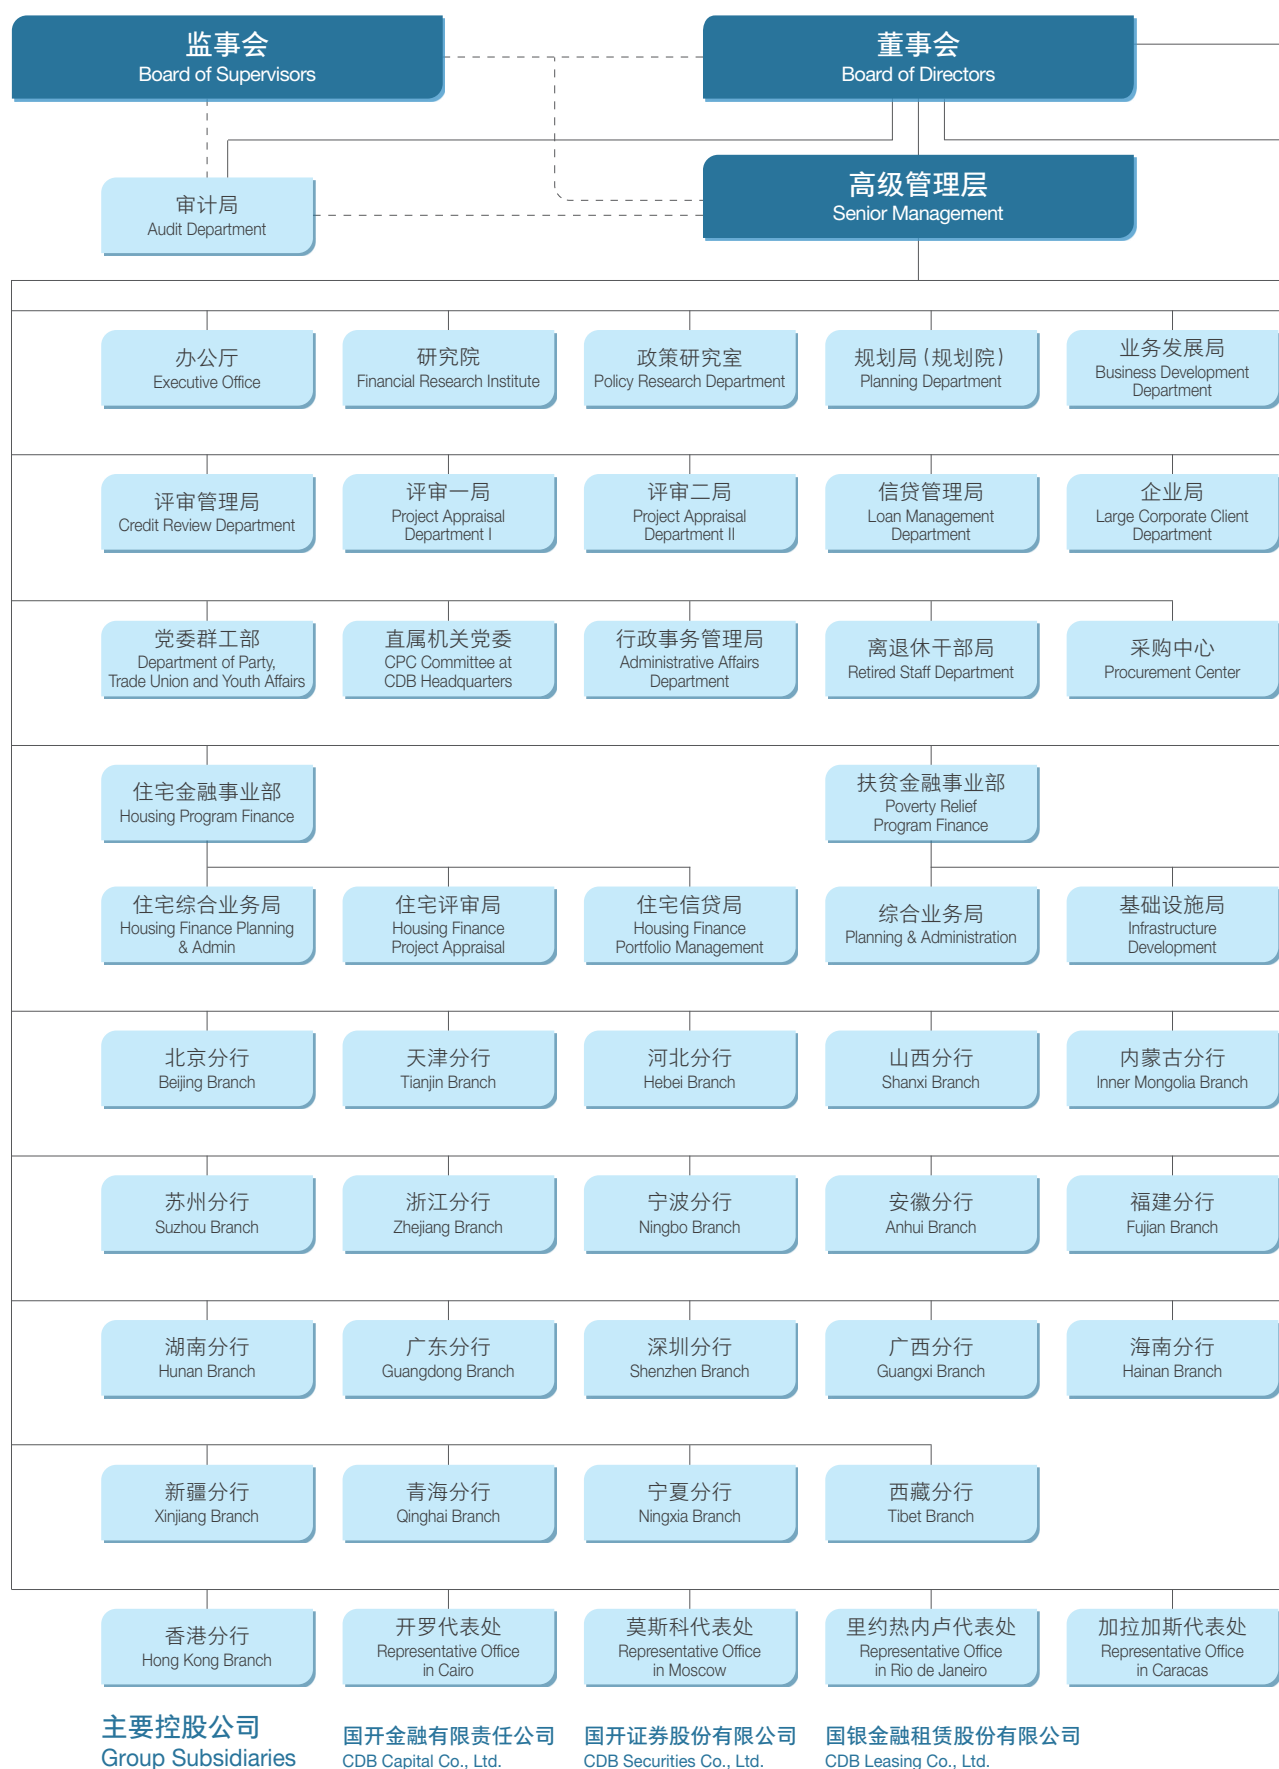 监事会
Board of Supervisors
董事会
Board of Directors
审计局
Audit Department
高级管理层
Senior Management
办公厅
Executive Office
研究院
Financial Research Institute
政策研究室
Policy Research Department
规划局（规划院）
Planning Department
业务发展局
Business Development
Department
评审管理局
Credit Review Department
评审一局
Project Appraisal
Department I
评审二局
Project Appraisal
Department II
信贷管理局
Loan Management
Department
企业局
Large Corporate Client
Department
党委群工部
Department of Party,
Trade Union and Youth Affairs
直属机关党委
CPC Committee at
CDB Headquarters
行政事务管理局
Administrative Affairs
Department
离退休干部局
Retired Staff Department
采购中心
Procurement Center
住宅金融事业部
Housing Program Finance
扶贫金融事业部
Poverty Relief
Program Finance
住宅综合业务局
Housing Finance Planning
& Admin
住宅评审局
Housing Finance
Project Appraisal
住宅信贷局
Housing Finance
Portfolio Management
综合业务局
Planning & Administration
基础设施局
Infrastructure
Development
北京分行
Beijing Branch
天津分行
Tianjin Branch
河北分行
Hebei Branch
山西分行
Shanxi Branch
内蒙古分行
Inner Mongolia Branch
苏州分行
Suzhou Branch
浙江分行
Zhejiang Branch
宁波分行
Ningbo Branch
安徽分行
Anhui Branch
福建分行
Fujian Branch
湖南分行
Hunan Branch
广东分行
Guangdong Branch
深圳分行
Shenzhen Branch
广西分行
Guangxi Branch
海南分行
Hainan Branch
新疆分行
Xinjiang Branch
青海分行
Qinghai Branch
宁夏分行
Ningxia Branch
西藏分行
Tibet Branch
香港分行
Hong Kong Branch
开罗代表处
Representative Office
in Cairo
莫斯科代表处
Representative Office
in Moscow
里约热内卢代表处
Representative Office
in Rio de Janeiro
加拉加斯代表处
Representative Office
in Caracas
主要控股公司
Group Subsidiaries
国开金融有限责任公司
CDB Capital Co., Ltd.
国开证券股份有限公司
CDB Securities Co., Ltd.
国银金融租赁股份有限公司
CDB Leasing Co., Ltd.